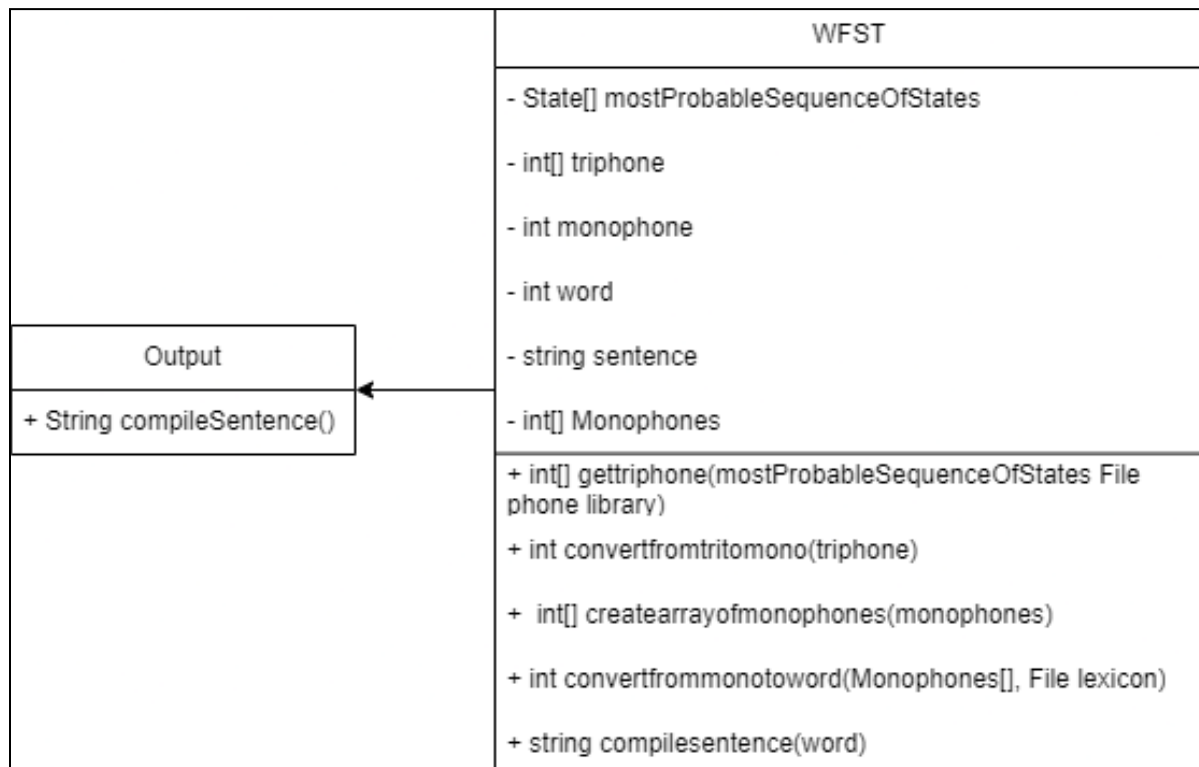 WFST
- State[] mostProbableSequenceOfStates
- int[] triphone
- int monophone
- int word
- string sentence
- int[] Monophones
+ int[] gettriphone(mostProbableSequenceOfStates File
phone library)
+ int convertfromtritomono(triphone)
+ int[] createarrayofmonophones(monophones)
+ int convertfrommonotoword(Monophones[], File lexicon)
+ string compilesentence(word)
Output
+ String compileSentence()